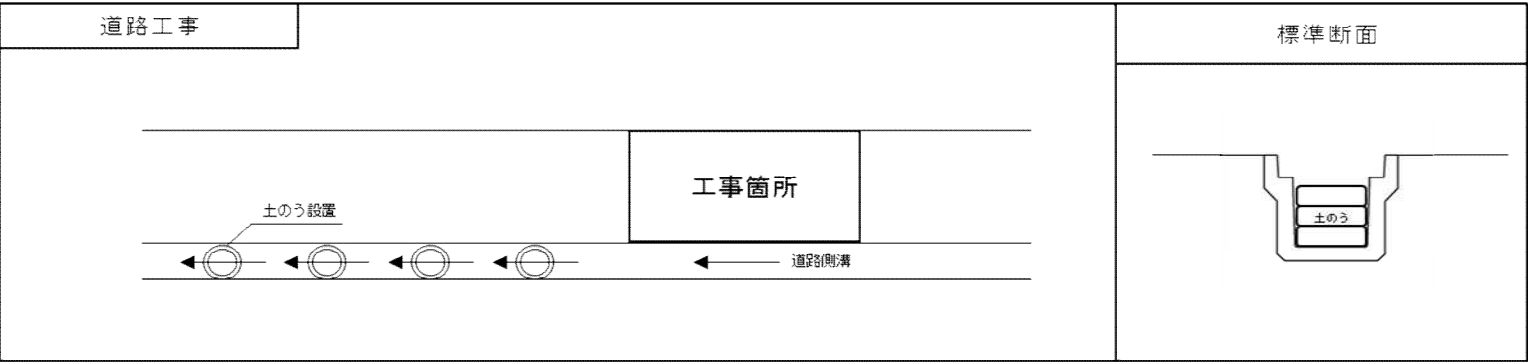 道路工事
標準断面
工事箇所
土のう設置
土のう
道路側溝